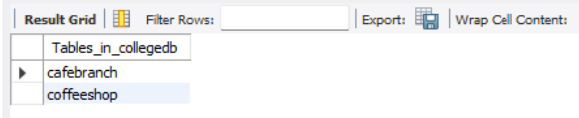 Result Grid Filter Rows: Export: Wrap Cell Content:
Tables_in_collegedb
cafebranch
coffeeshop